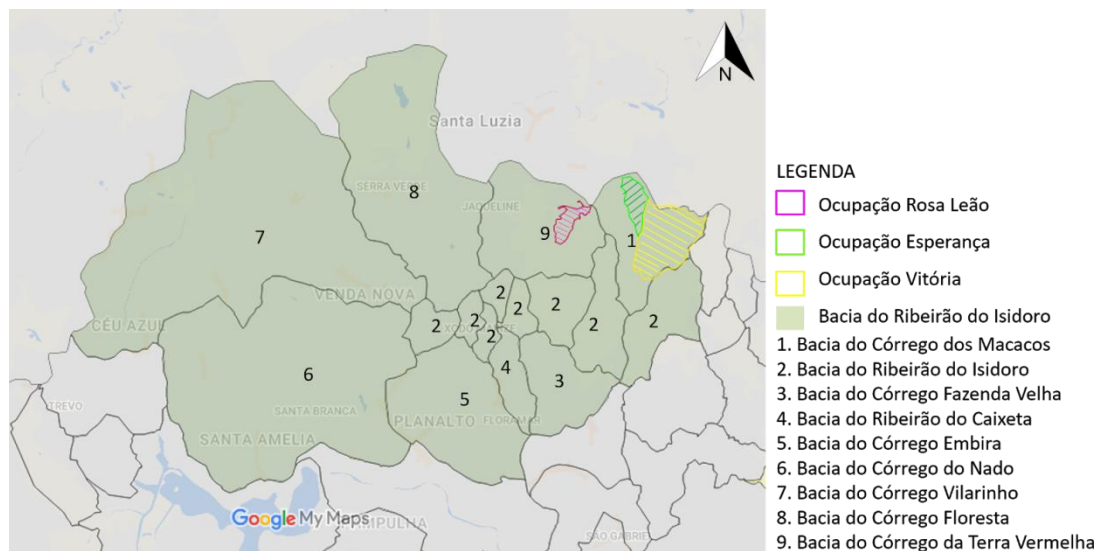 N
Santa Luzia
SERRA VERDE
8
JAQUELINE
7
9
1
VENDA NOVA
2
2
2
2
2
2
2
2
CÉU AZUL
4
6
3
5
SANTA BRANCA
PLANALTO
FLORAMAR
TREVO
SANTA AMELIA
Google My Maps
PAMPULHA
SÃO GABRIEL
LEGENDA
Ocupação Rosa Leão
Ocupação Esperança
Ocupação Vitória
Bacia do Ribeirão do Isidoro
1. Bacia do Córrego dos Macacos
2. Bacia do Ribeirão do Isidoro
3. Bacia do Córrego Fazenda Velha
4. Bacia do Ribeirão do Caixeta
5. Bacia do Córrego Embira
6. Bacia do Córrego do Nado
7. Bacia do Córrego Vilarinho
8. Bacia do Córrego Floresta
9. Bacia do Córrego da Terra Vermelha